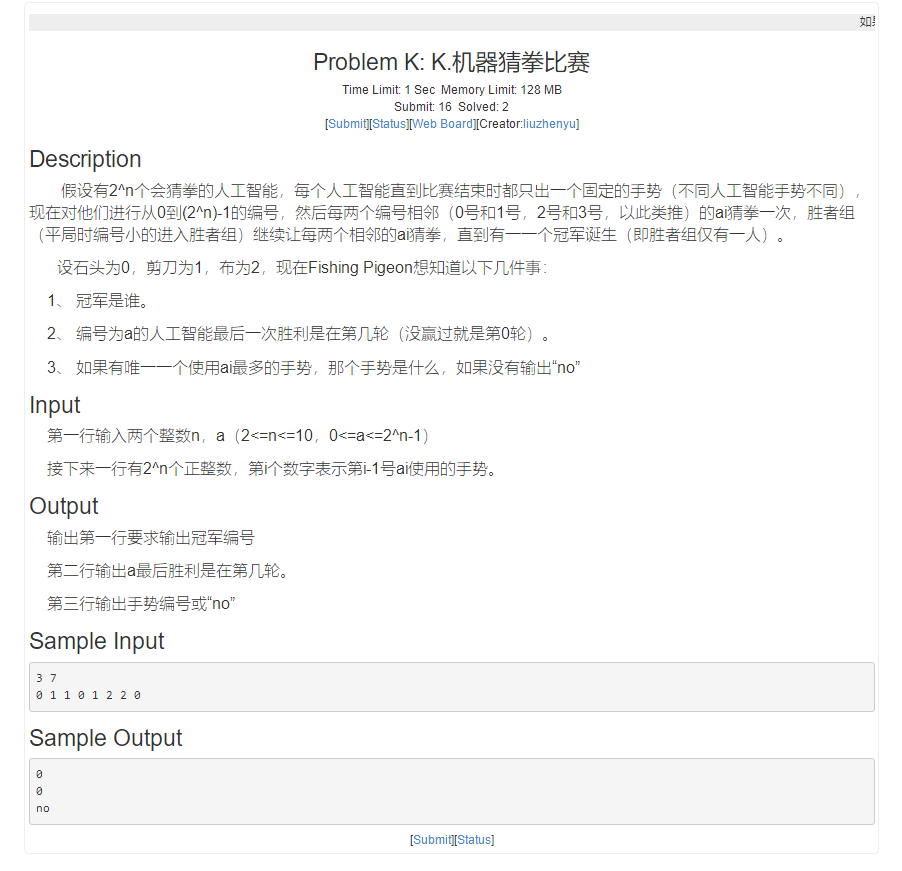 如果
Problem K: K.机器猜拳比赛
Time Limit: 1 Sec Memory Limit: 128 MB
Submit: 16 Solved: 2
[Submit][Status][Web Board][Creator:liuzhenyu]
Description
假设有2^n个会猜拳的人工智能，每个人工智能直到比赛结束时都只出一个固定的手势（不同人工智能手势不同），
现在对他们进行从0到(2^n)-1的编号，然后每两个编号相邻（0号和1号，2号和3号，以此类推）的ai猜拳一次，胜者组
（平局时编号小的进入胜者组）继续让每两个相邻的ai猜拳，直到有一一个冠军诞生（即胜者组仅有一人）。
设石头为0，剪刀为1，布为2，现在Fishing Pigeon想知道以下几件事：
1、 冠军是谁。
2、 编号为a的人工智能最后一次胜利是在第几轮（没赢过就是第0轮）。
3、 如果有唯一一个使用ai最多的手势，那个手势是什么，如果没有输出“no”
Input
第一行输入两个整数n，a（2<=n<=10，0<=a<=2^n-1）
接下来一行有2^n个正整数，第i个数字表示第i-1号ai使用的手势。
Output
输出第一行要求输出冠军编号
第二行输出a最后胜利是在第几轮。
第三行输出手势编号或“no”
Sample Input
3 7
0 1 1 0 1 2 2 0
Sample Output
0
0
no
[Submit][Status]